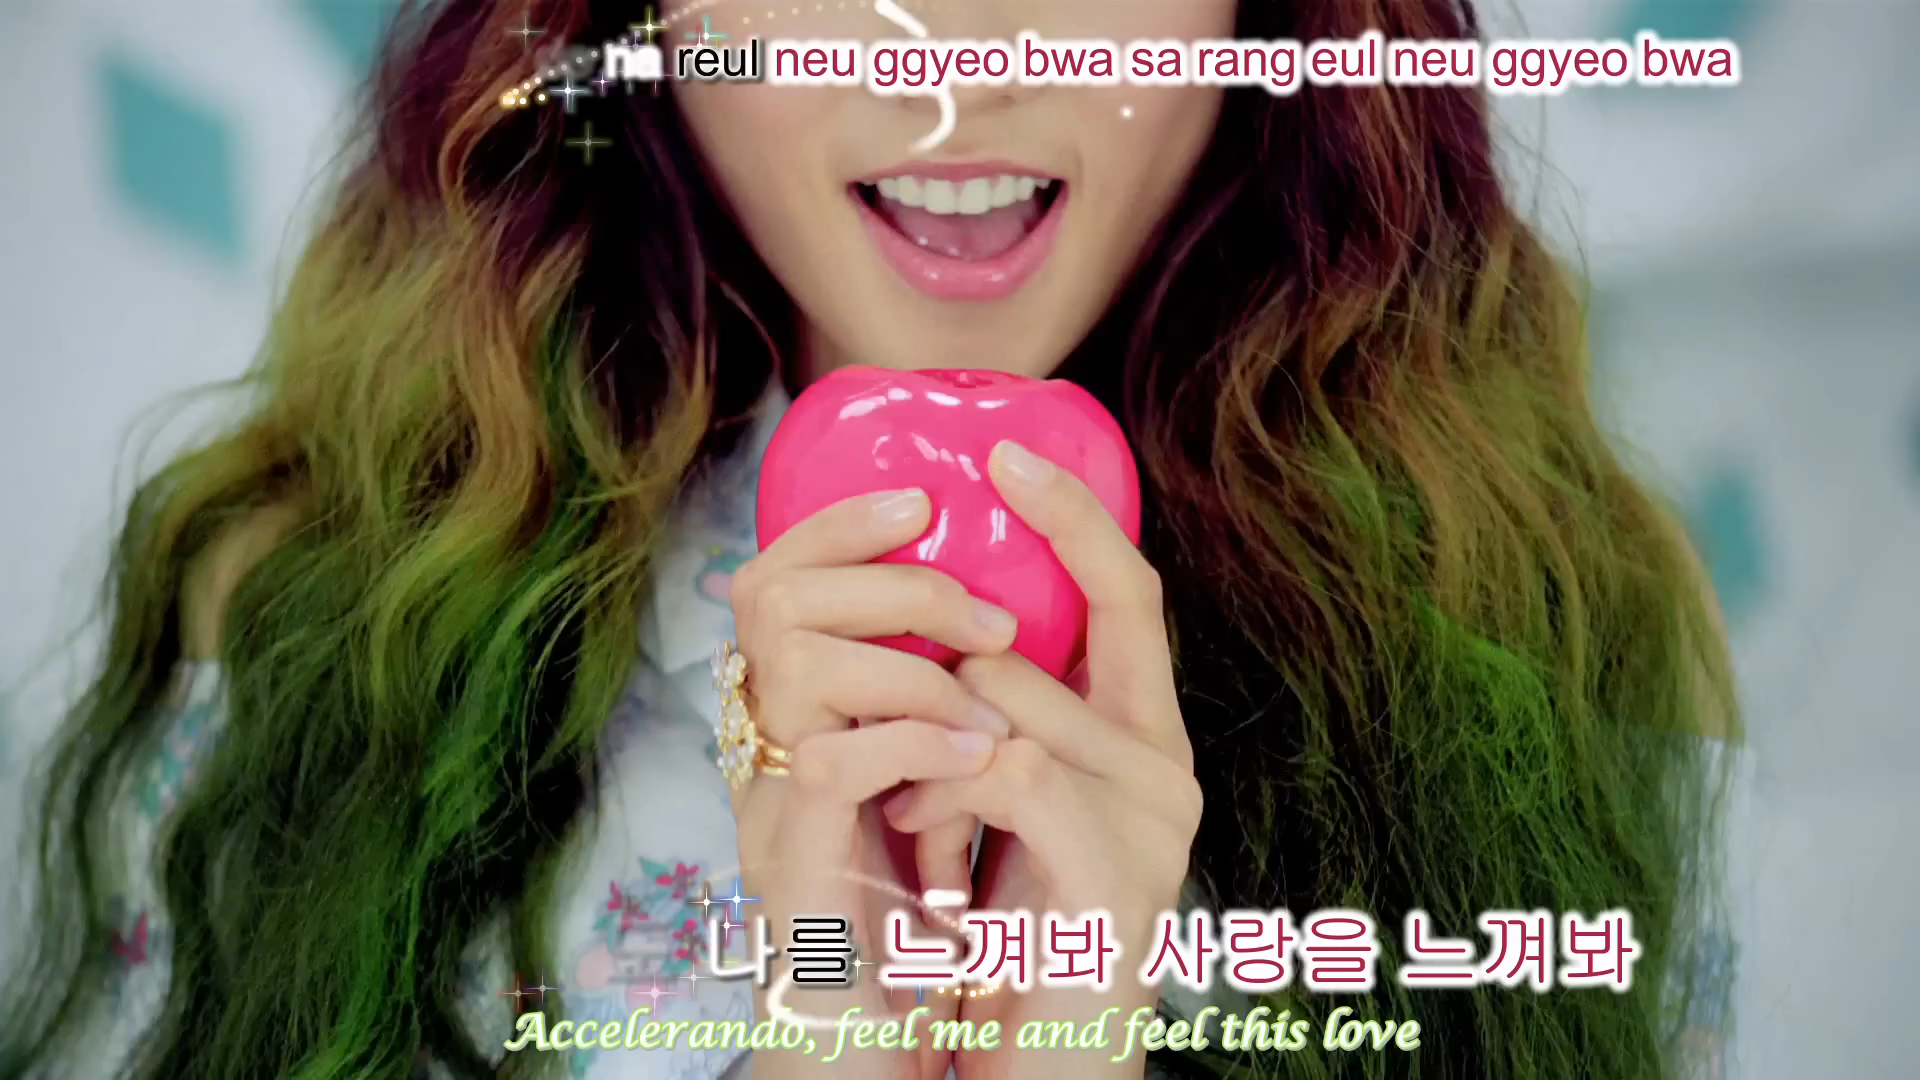 na reul neu ggyeo bwa sa rang eul neu ggyeo bwa
나를 느껴봐 사랑을 느껴봐
Accelerando, feel me and feel this love